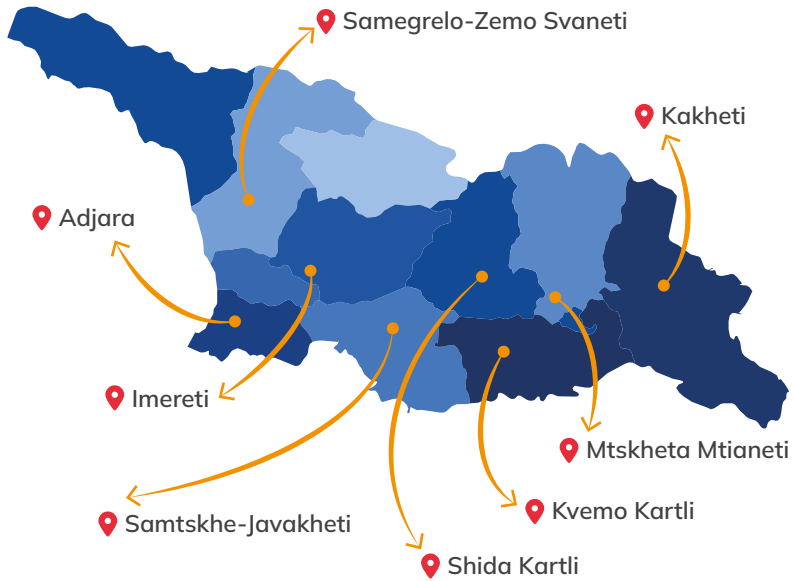 Samegrelo-Zemo Svaneti
Kakheti
Adjara
Imereti
Mtskheta Mtianeti
Kvemo Kartli
Samtskhe-Javakheti
Shida Kartli